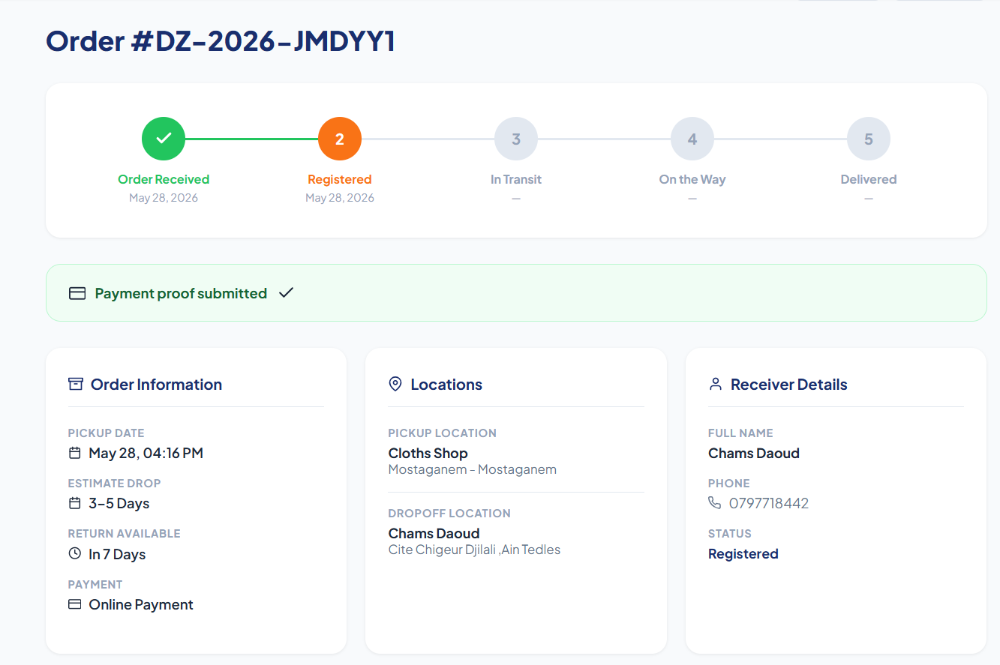 Order #DZ-2026-JMDYY1
2
3
4
5
Order Received
Registered
In Transit
On the Way
Delivered
May 28, 2026
May 28, 2026
—
—
—
Payment proof submitted
Order Information
PICKUP DATE
May 28, 04:16 PM
ESTIMATE DROP
3–5 Days
RETURN AVAILABLE
In 7 Days
PAYMENT
Online Payment
Locations
PICKUP LOCATION
Cloths Shop
Mostaganem - Mostaganem
DROPOFF LOCATION
Chams Daoud
Cite Chigeur Djilali ,Ain Tedles
Receiver Details
FULL NAME
Chams Daoud
PHONE
0797718442
STATUS
Registered